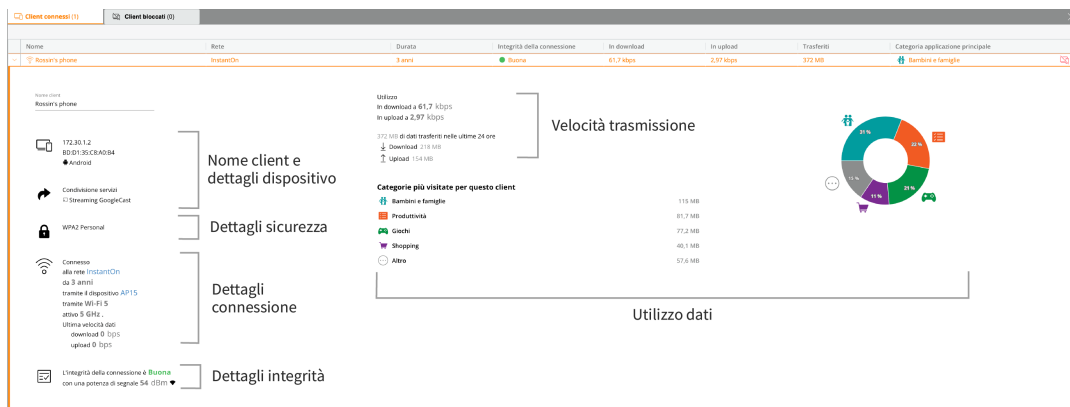 Client connessi (1) Client bloccati (0)
Nome Rete Durata Integrità della connessione In download In upload Trasferiti Categoria applicazione principale
Rossin's phone InstantOn 3 anni Buona 61,7 kbps 2,97 kbps 372 MB Bambini e famiglie
Nome client
Rossin's phone
172.30.1.2
BD:D1:35:C8:A0:B4
Android
Condivisione servizi
Streaming GoogleCast
Nome client e
dettagli dispositivo
WPA2 Personal
Dettagli sicurezza
Connesso
alla rete InstantOn
da 3 anni
tramite il dispositivo AP15
tramite Wi-Fi 5
attivo 5 GHz .
Ultima velocità dati
download 0 bps
upload 0 bps
Dettagli
connessione
L'integrità della connessione è Buona
con una potenza di segnale 54 dBm
Dettagli integrità
Utilizzo
In download a 61,7 kbps
In upload a 2,97 kbps
372 MB di dati trasferiti nelle ultime 24 ore
Download 218 MB
Upload 154 MB
Velocità trasmissione
Categorie più visitate per questo client
Bambini e famiglie 115 MB
Produttività 81,7 MB
Giochi 77,2 MB
Shopping 40,1 MB
Altro 57,6 MB
31 %
22 %
15 %
11 %
Utilizzo dati